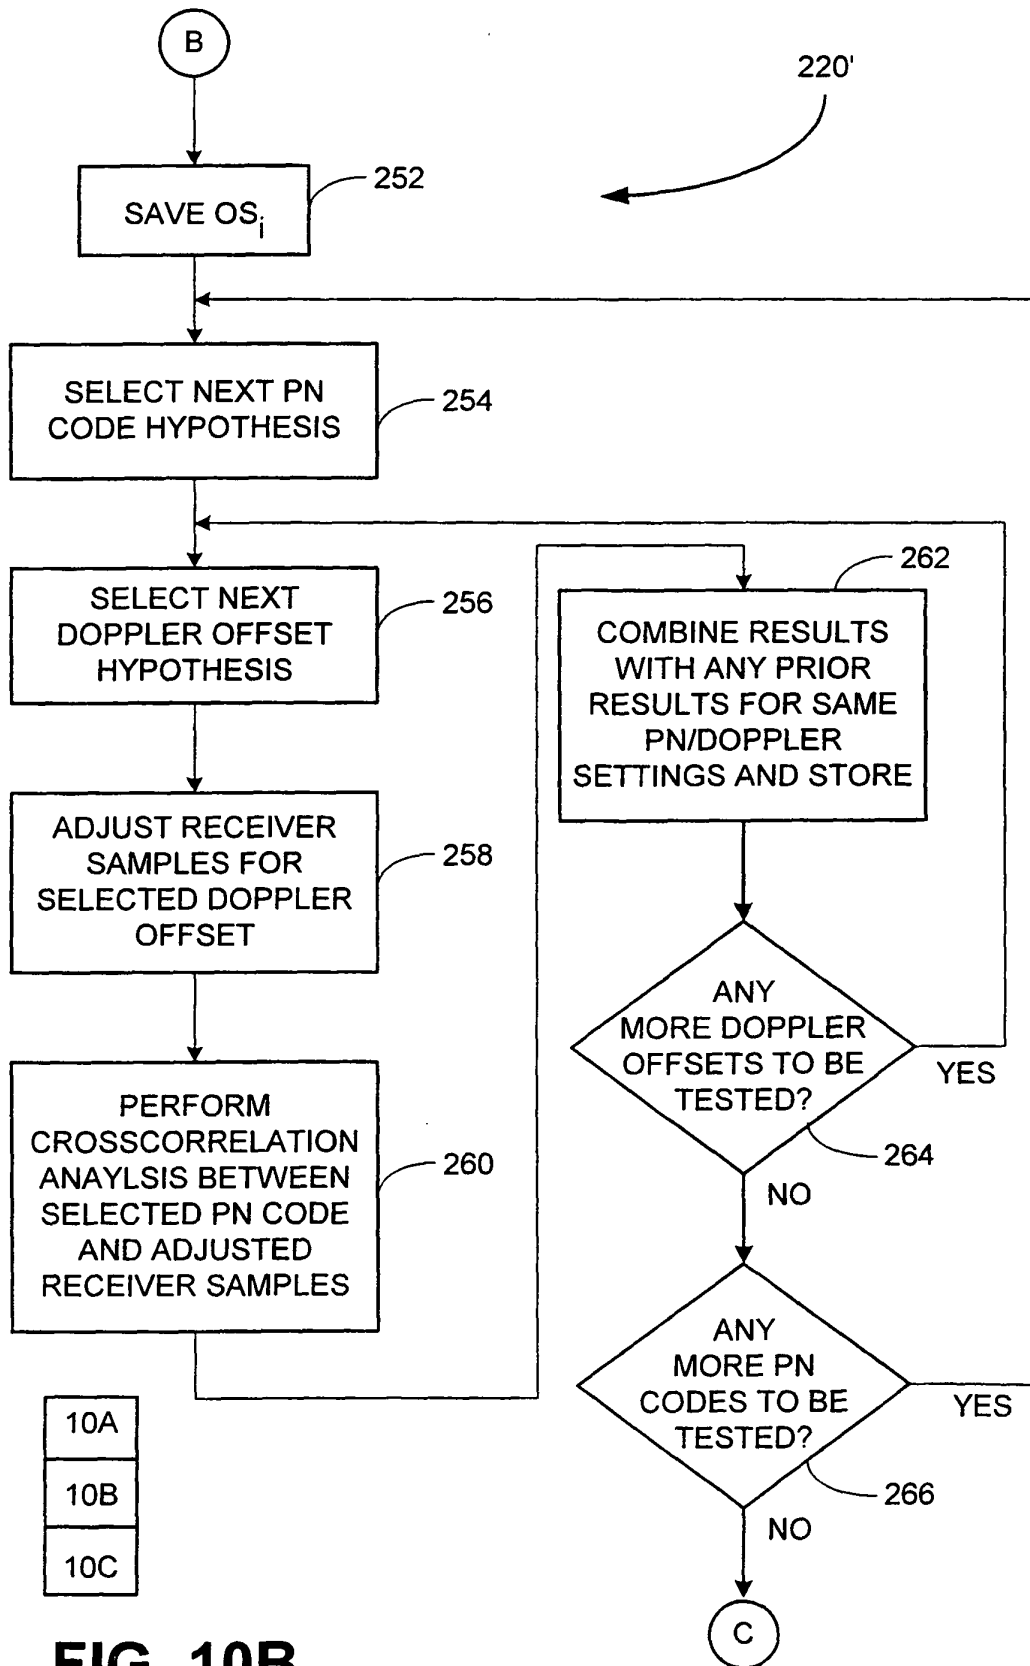 B
220'
SAVE OSi
252
SELECT NEXT PN
CODE HYPOTHESIS
254
SELECT NEXT
DOPPLER OFFSET
HYPOTHESIS
256
ADJUST RECEIVER
SAMPLES FOR
SELECTED DOPPLER
OFFSET
258
PERFORM
CROSSCORRELATION
ANAYLSIS BETWEEN
SELECTED PN CODE
AND ADJUSTED
RECEIVER SAMPLES
260
262
COMBINE RESULTS
WITH ANY PRIOR
RESULTS FOR SAME
PN/DOPPLER
SETTINGS AND STORE
ANY
MORE DOPPLER
OFFSETS TO BE
TESTED?
YES
264
NO
ANY
MORE PN
CODES TO BE
TESTED?
YES
266
NO
C
10A
10B
10C
FIG. 10B